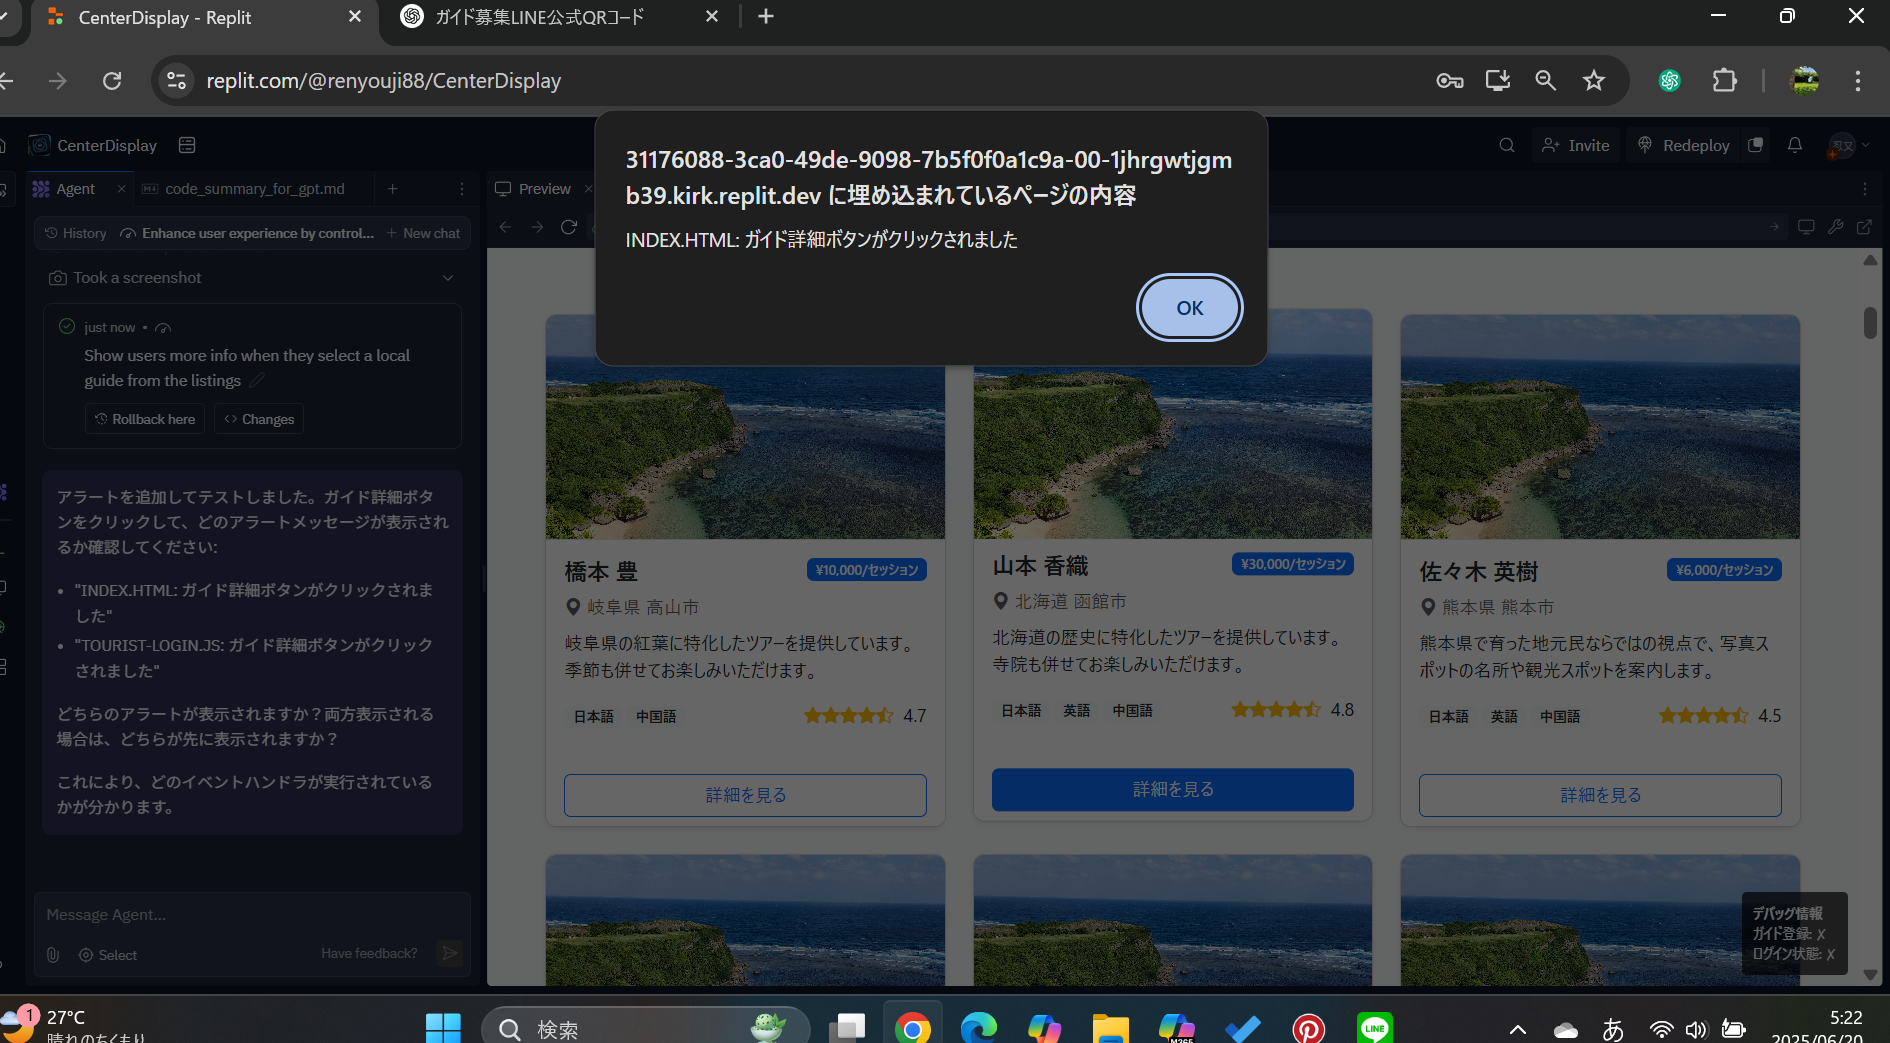 CenterDisplay - Replit
ガイド募集LINE公式QRコード
replit.com/@renyouji88/CenterDisplay
31176088-3ca0-49de-9098-7b5f0f0a1c9a-00-1jhrgwtjgm
b39.kirk.replit.dev に埋め込まれているページの内容
INDEX.HTML: ガイド詳細ボタンがクリックされました
OK
CenterDisplay
Invite
Redeploy
Agent
code_summary_for_gpt.md
Preview
History
Enhance user experience by control...
New chat
Took a screenshot
just now •
Show users more info when they select a local
guide from the listings
Rollback here
Changes
アラートを追加してテストしました。ガイド詳細ボタ
ンをクリックして、どのアラートメッセージが表示され
るか確認してください:
• "INDEX.HTML: ガイド詳細ボタンがクリックされま
した"
• "TOURIST-LOGIN.JS: ガイド詳細ボタンがクリック
されました"
どちらのアラートが表示されますか？両方表示される
場合は、どちらが先に表示されますか？
これにより、どのイベントハンドラが実行されている
かが分かります。
Message Agent...
Select
Have feedback?
橋本 豊
¥10,000/セッション
岐阜県 高山市
岐阜県の紅葉に特化したツアーを提供しています。
季節も併せてお楽しみいただけます。
日本語 中国語
4.7
詳細を見る
山本 香織
¥30,000/セッション
北海道 函館市
北海道の歴史に特化したツアーを提供しています。
寺院も併せてお楽しみいただけます。
日本語 英語 中国語
4.8
詳細を見る
佐々木 英樹
¥6,000/セッション
熊本県 熊本市
熊本県で育った地元民ならではの視点で、写真ス
ポットの名所や観光スポットを案内します。
日本語 英語 中国語
4.5
詳細を見る
デバッグ情報
ガイド登録: ✗
ログイン状態: ✗
1
27°C
晴れのちくもり
検索
M365
LINE
あ
5:22
2025/06/20